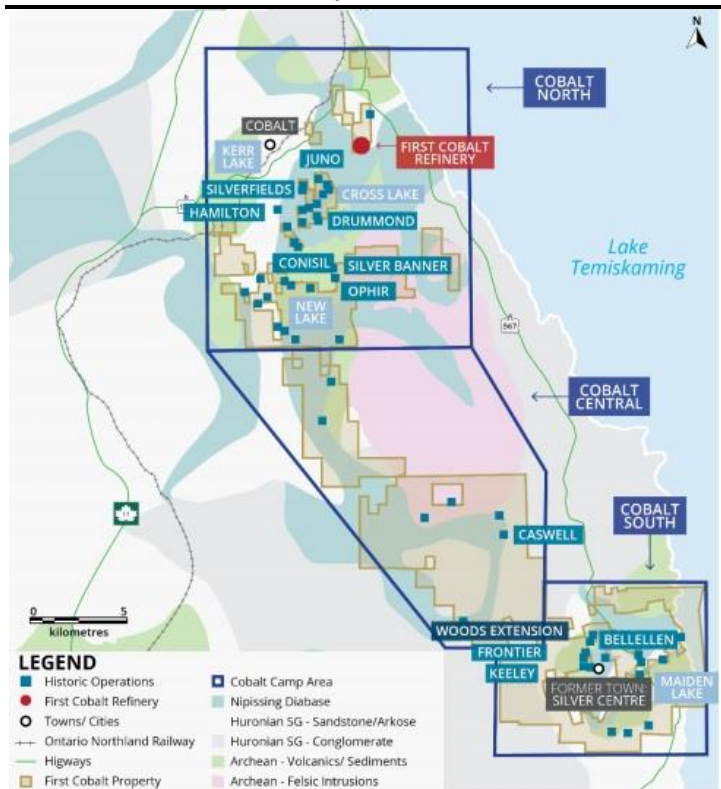 N
COBALT
NORTH
COBALT
KERR
LAKE
FIRST COBALT
REFINERY
JUNO
SILVERFIELDS
CROSS LAKE
HAMILTON
DRUMMOND
Lake
Temiskaming
CONISIL
SILVER BANNER
OPHIR
NEW
LAKE
567
COBALT
CENTRAL
11
COBALT
SOUTH
CASWELL
0 5
kilometres
WOODS EXTENSION
BELLELLEN
FRONTIER
KEELEY
FORMER TOWN:
SILVER CENTRE
MAIDEN
LAKE
LEGEND
Historic Operations
First Cobalt Refinery
Towns/ Cities
Ontario Northland Railway
Higways
First Cobalt Property
Cobalt Camp Area
Nipissing Diabase
Huronian SG - Sandstone/Arkose
Huronian SG - Conglomerate
Archean - Volcanics/ Sediments
Archean - Felsic Intrusions